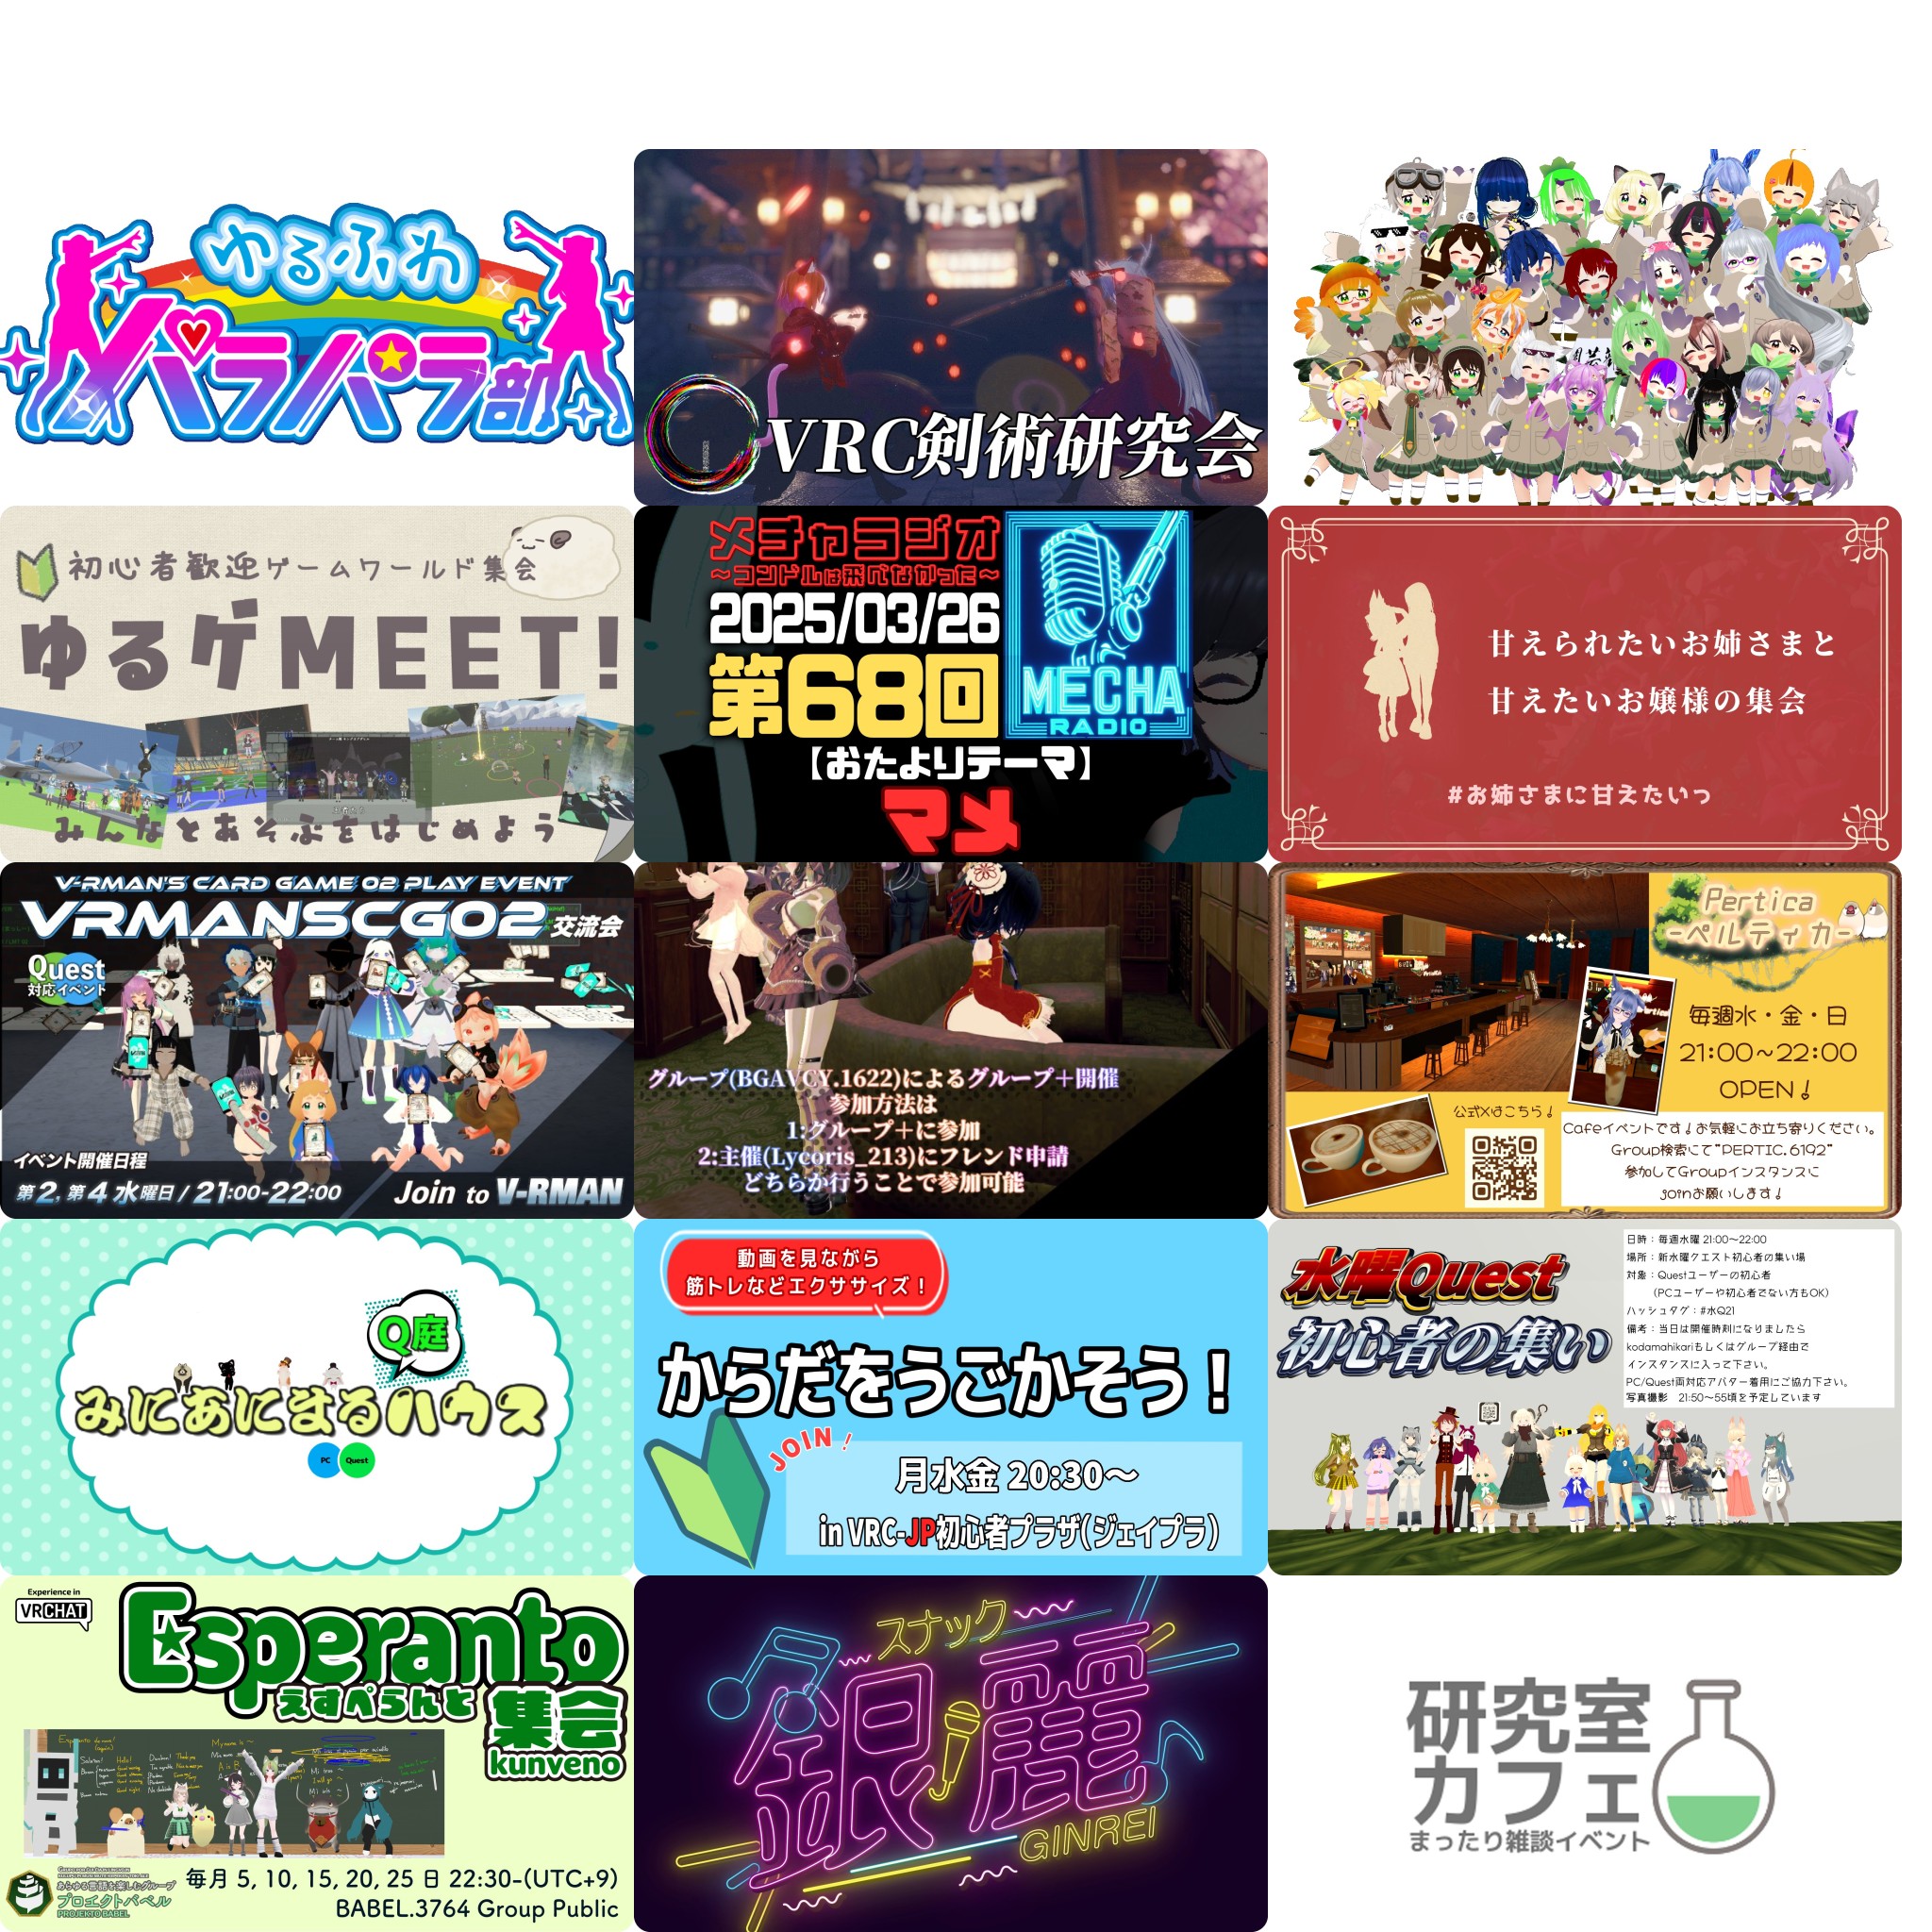 ゆるふわ
パラパラ部
VRC剣術研究会
初心者歓迎ゲームワールド集会
ゆるゲMEET!
みんなとあそぶをはじめよう
メチャラジオ
～コンドルは飛べなかった～
2025/03/26
第68回
MECHA
RADIO
【おたよりテーマ】
マメ
甘えられたいお姉さまと
甘えたいお嬢様の集会
#お姉さまに甘えたいっ
V-RMAN'S CARD GAME 02 PLAY EVENT
VRMANSCG02交流会
Quest
対応イベント
イベント開催日程
第2, 第4 水曜日 / 21:00-22:00
Join to V-RMAN
グループ(BGAVCY.1622)によるグループ＋開催
参加方法は
1:グループ＋に参加
2:主催(Lycoris_213)にフレンド申請
どちらか行うことで参加可能
Pertica
-ペルティカ-
毎週水・金・日
21:00~22:00
OPEN!
公式Xはこちら!
Cafeイベントです!お気軽にお立ち寄りください。
Group検索にて"PERTIC.6192"
参加してGroupインスタンスに
joinお願いします!
Q庭
みにあにまるハウス
PC
Quest
動画を見ながら
筋トレなどエクササイズ！
からだをうごかそう！
JOIN！
月水金 20:30～
in VRC-JP初心者プラザ(ジェイプラ)
水曜Quest
初心者の集い
日時：毎週水曜 21:00～22:00
場所：新水曜クエスト初心者の集い場
対象：Questユーザーの初心者
（PCユーザーや初心者でない方もOK）
ハッシュタグ：#水Q21
備考：当日は開催時刻になりましたら
kodamahikariもしくはグループ経由で
インスタンスに入って下さい。
PC/Quest両対応アバター着用にご協力下さい。
写真撮影　21:50～55頃を予定しています
Experience in
VRCHAT
Esperanto
えすぺらんと
集会
kunveno
あらゆる言語を楽しむグループ
プロエクトバベル
PROJEKTO BABEL
毎月 5, 10, 15, 20, 25 日 22:30-(UTC+9)
BABEL.3764 Group Public
スナック
銀麗
GINREI
研究室
カフェ
まったり雑談イベント